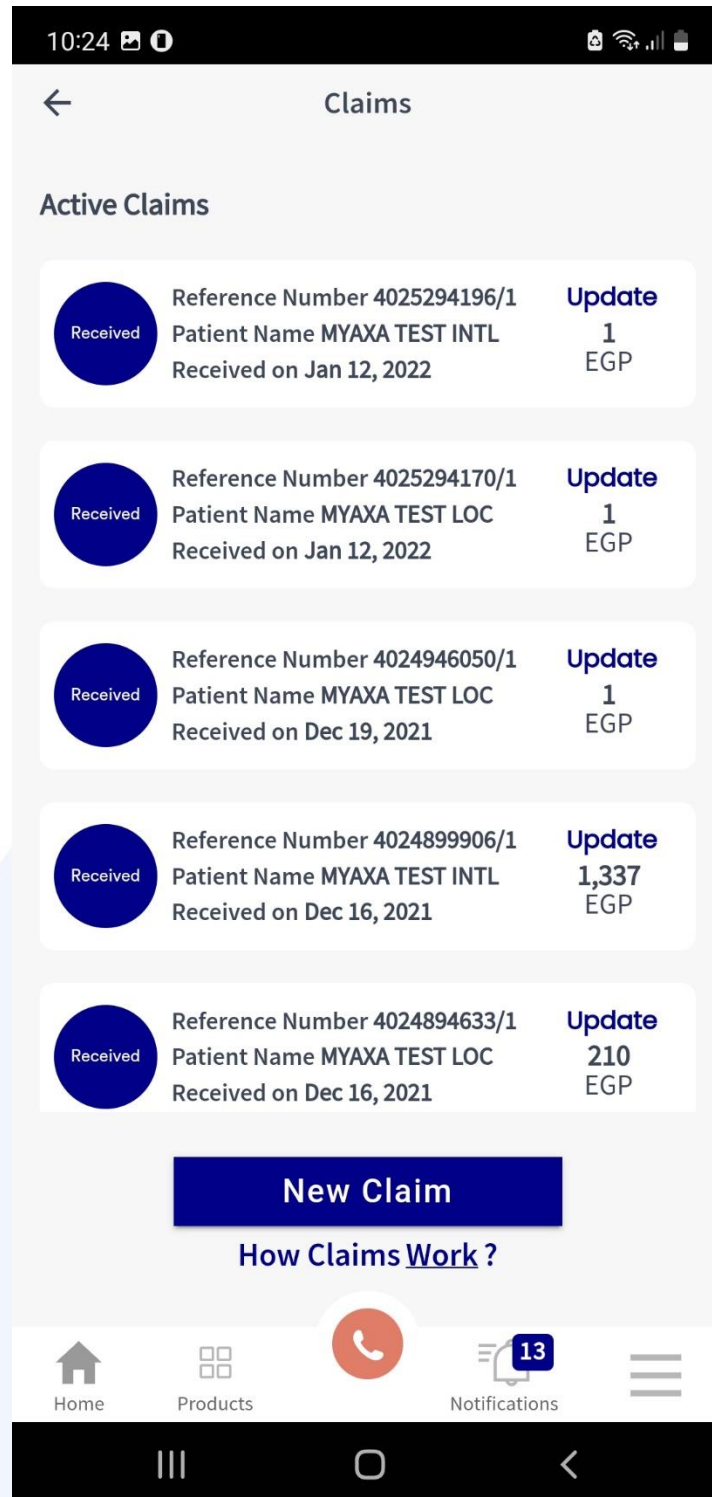 10:24
Claims
Active Claims
Received
Reference Number 4025294196/1
Patient Name MYAXA TEST INTL
Received on Jan 12, 2022
Update
1
EGP
Received
Reference Number 4025294170/1
Patient Name MYAXA TEST LOC
Received on Jan 12, 2022
Update
1
EGP
Received
Reference Number 4024946050/1
Patient Name MYAXA TEST LOC
Received on Dec 19, 2021
Update
1
EGP
Received
Reference Number 4024899906/1
Patient Name MYAXA TEST INTL
Received on Dec 16, 2021
Update
1,337
EGP
Received
Reference Number 4024894633/1
Patient Name MYAXA TEST LOC
Received on Dec 16, 2021
Update
210
EGP
New Claim
How Claims Work ?
13
Home
Products
Notifications